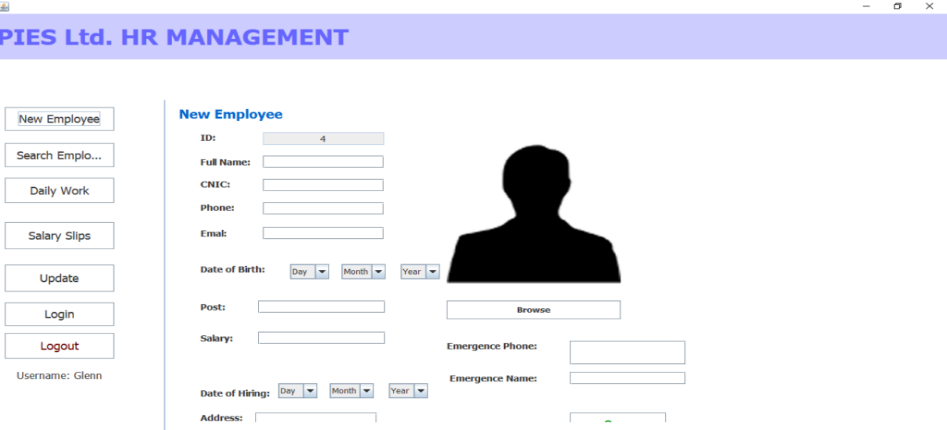 PIES Ltd. HR MANAGEMENT
New Employee
Search Emplo...
Daily Work
Salary Slips
Update
Login
Logout
Username: Glenn
New Employee
ID: 4
Full Name:
CNIC:
Phone:
Emal:
Date of Birth: Day Month Year
Post:
Salary:
Date of Hiring: Day Month Year
Address:
Browse
Emergence Phone:
Emergence Name: